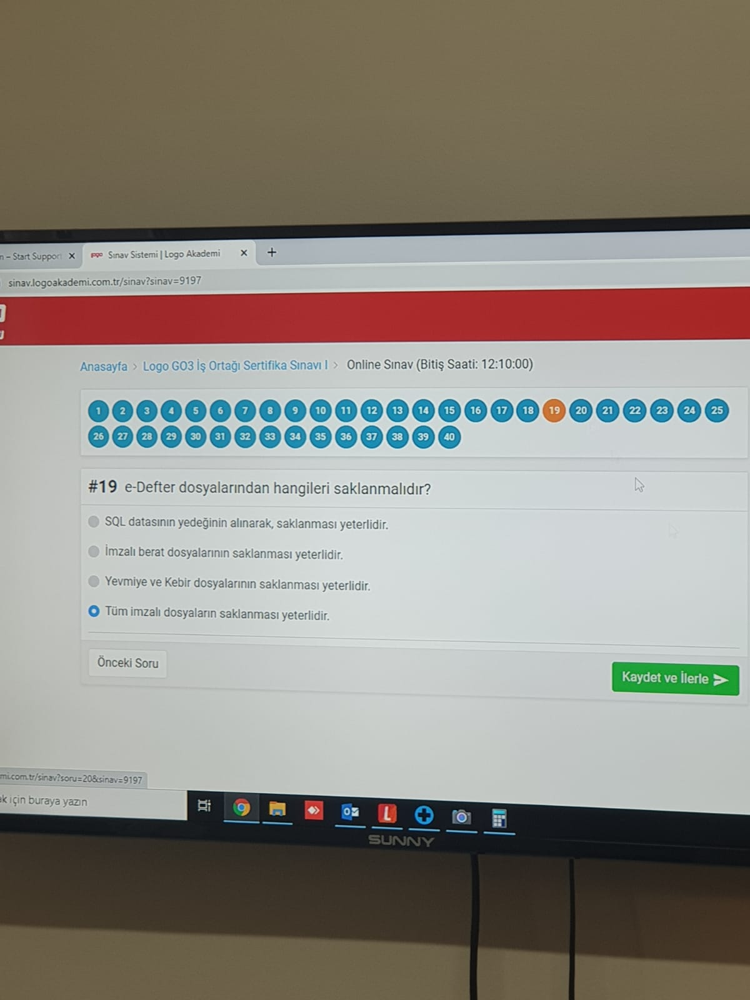 n – Start Suppor
Sınav Sistemi | Logo Akademi
sinav.logoakademi.com.tr/sinav?sinav=9197
Anasayfa > Logo GO3 İş Ortağı Sertifika Sınavı I > Online Sınav (Bitiş Saati: 12:10:00)
1 2 3 4 5 6 7 8 9 10 11 12 13 14 15 16 17 18 19 20 21 22 23 24 25
26 27 28 29 30 31 32 33 34 35 36 37 38 39 40
#19 e-Defter dosyalarından hangileri saklanmalıdır?
SQL datasının yedeğinin alınarak, saklanması yeterlidir.
İmzalı berat dosyalarının saklanması yeterlidir.
Yevmiye ve Kebir dosyalarının saklanması yeterlidir.
Tüm imzalı dosyaların saklanması yeterlidir.
Önceki Soru
Kaydet ve İlerle
mi.com.tr/sinav?soru=20&sinav=9197
ak için buraya yazın
SUNNY